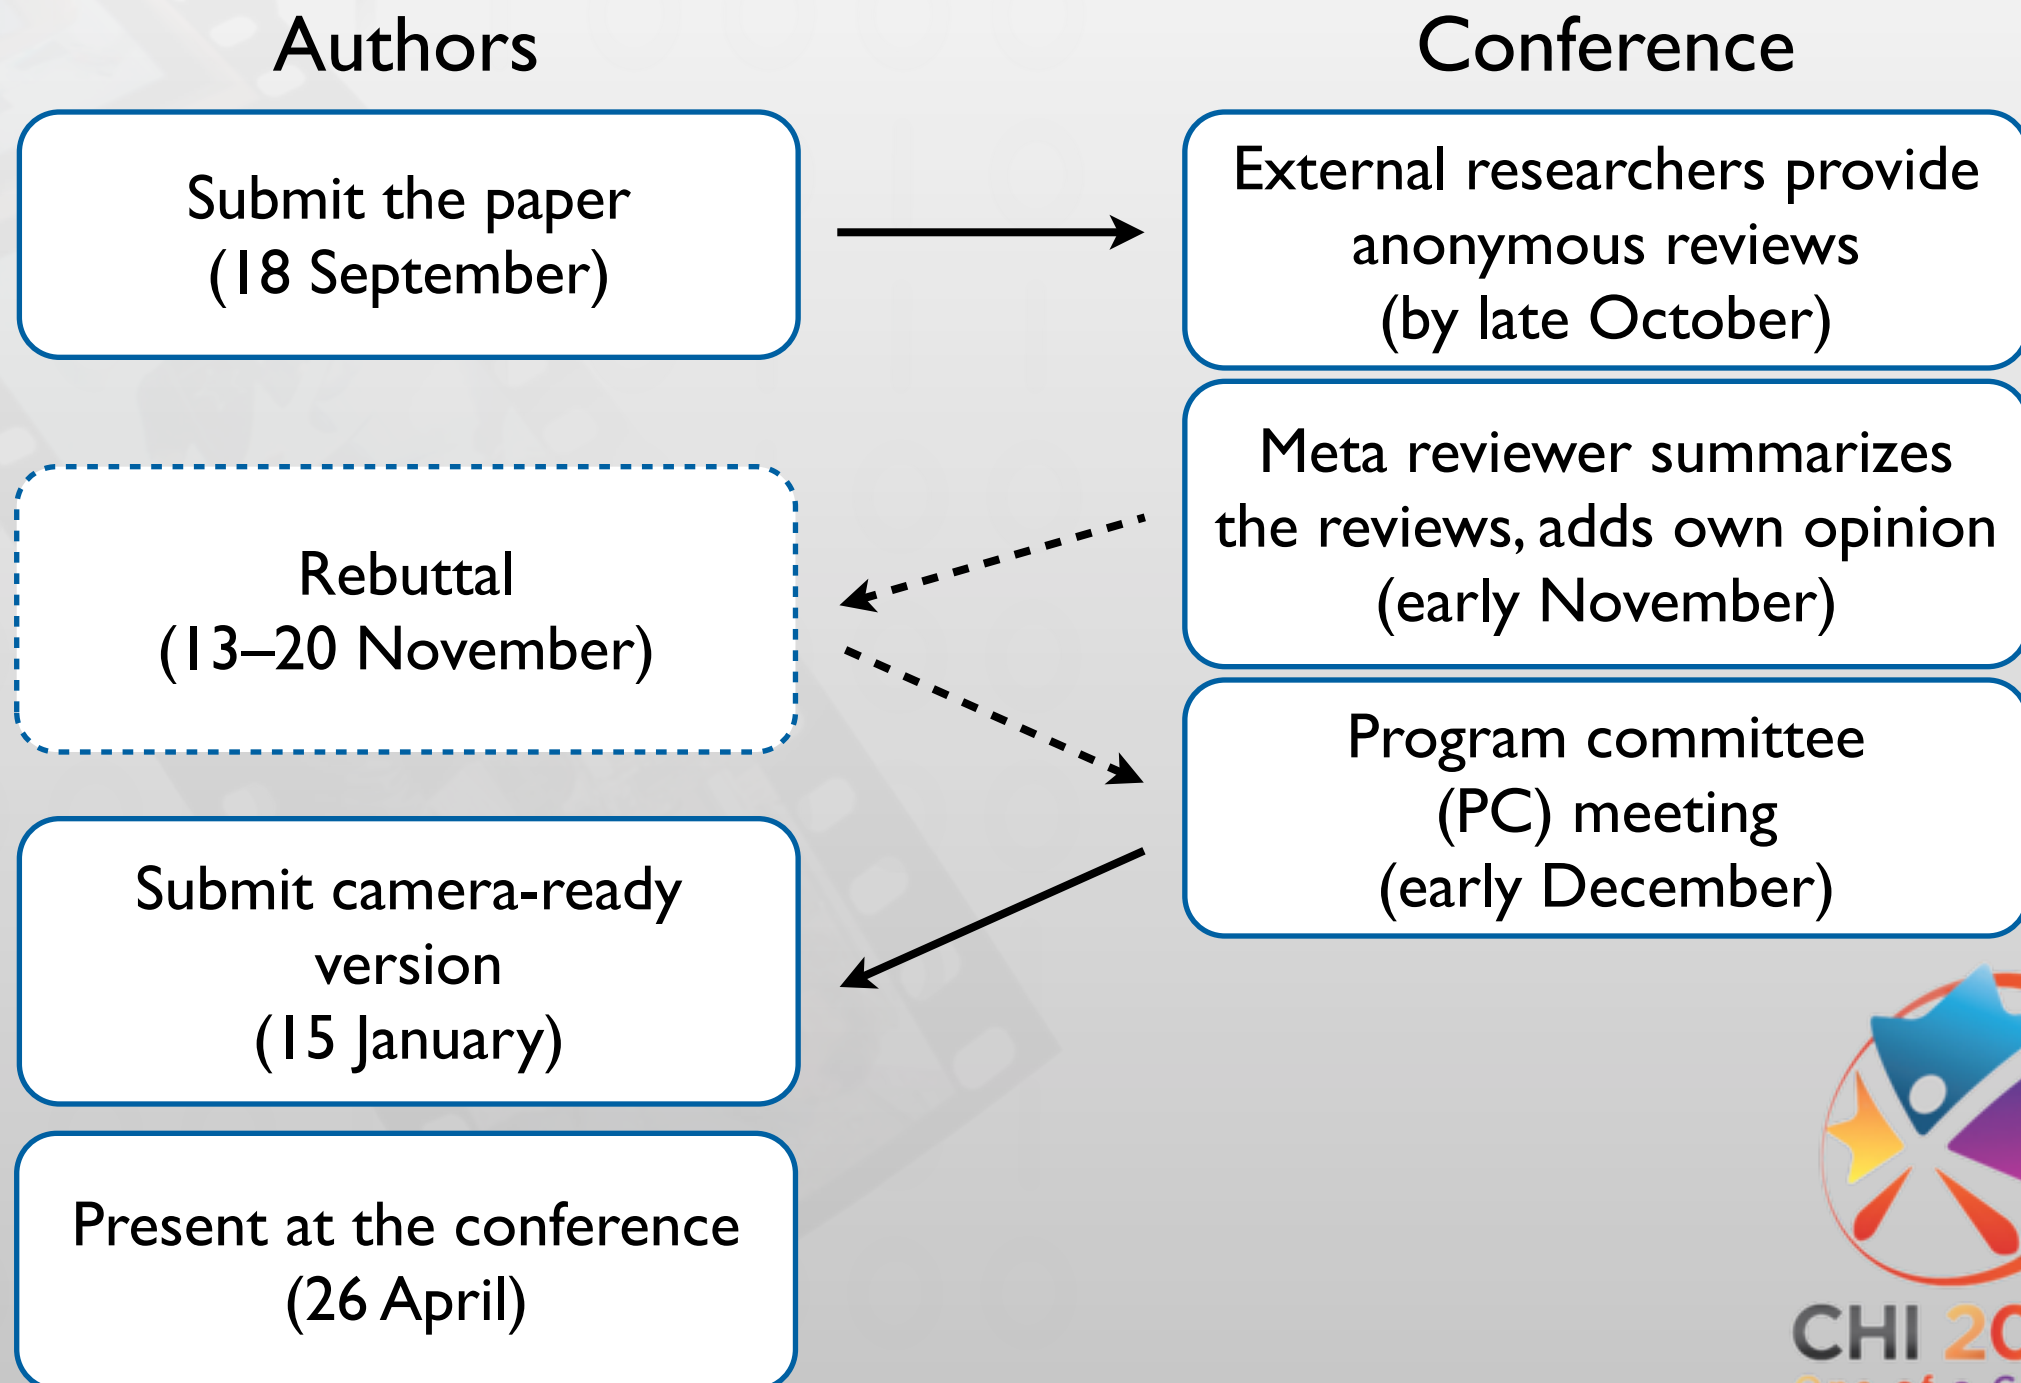 Authors
Submit the paper
(18 September)
Rebuttal
(13–20 November)
Submit camera-ready
version
(15 January)
Present at the conference
(26 April)
Conference
External researchers provide
anonymous reviews
(by late October)
Meta reviewer summarizes
the reviews, adds own opinion
(early November)
Program committee
(PC) meeting
(early December)
CHI
of a